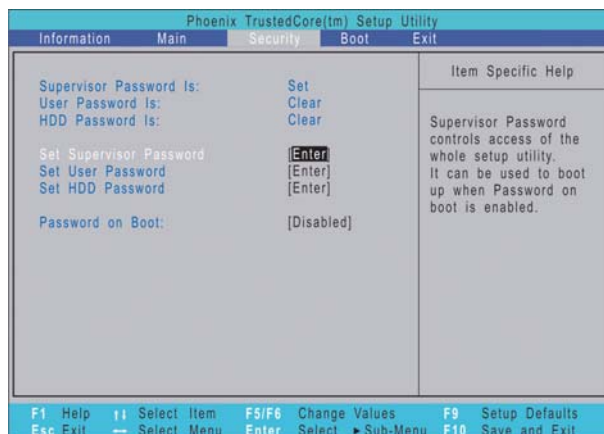 Phoenix TrustedCore(tm) Setup Utility
Information Main Security Boot Exit
Item Specific Help
Supervisor Password Is: Set
User Password Is: Clear
HDD Password Is: Clear
Set Supervisor Password [Enter]
Set User Password [Enter]
Set HDD Password [Enter]
Password on Boot: [Disabled]
Supervisor Password
controls access of the
whole setup utility.
It can be used to boot
up when Password on
boot is enabled.
F1 Help ↑↓ Select Item F5/F6 Change Values F9 Setup Defaults
Esc Exit ↔ Select Menu Enter Select ►Sub-Menu F10 Save and Exit